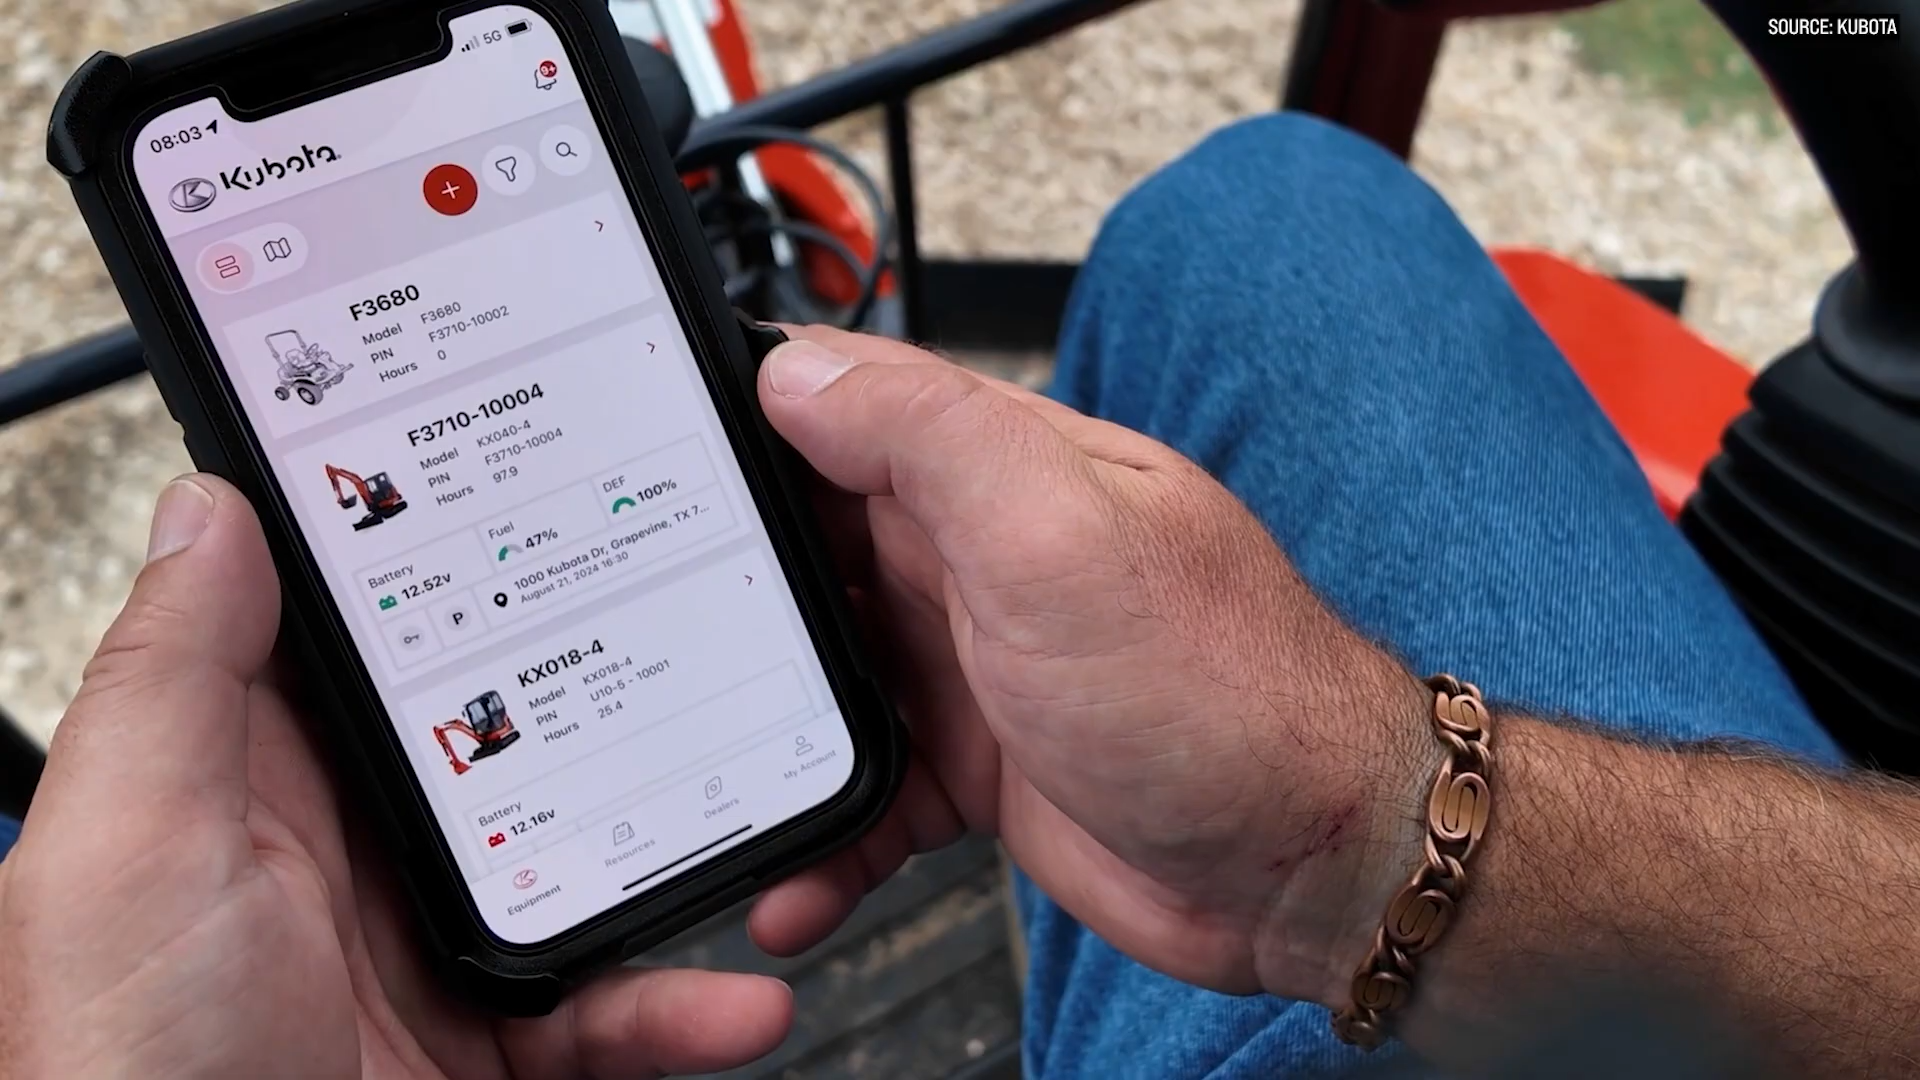 SOURCE: KUBOTA
08:03
5G
9+
Kubota
F3680
Model F3680
PIN F3710-10002
Hours 0
F3710-10004
Model KX040-4
PIN F3710-10004
Hours 97.9
Battery
12.52v
Fuel
47%
DEF
100%
P
1000 Kubota Dr, Grapevine, TX 7...
August 21, 2024 16:30
KX018-4
Model KX018-4
PIN U10-5 - 10001
Hours 25.4
Battery
12.16v
Equipment
Resources
Dealers
My Account